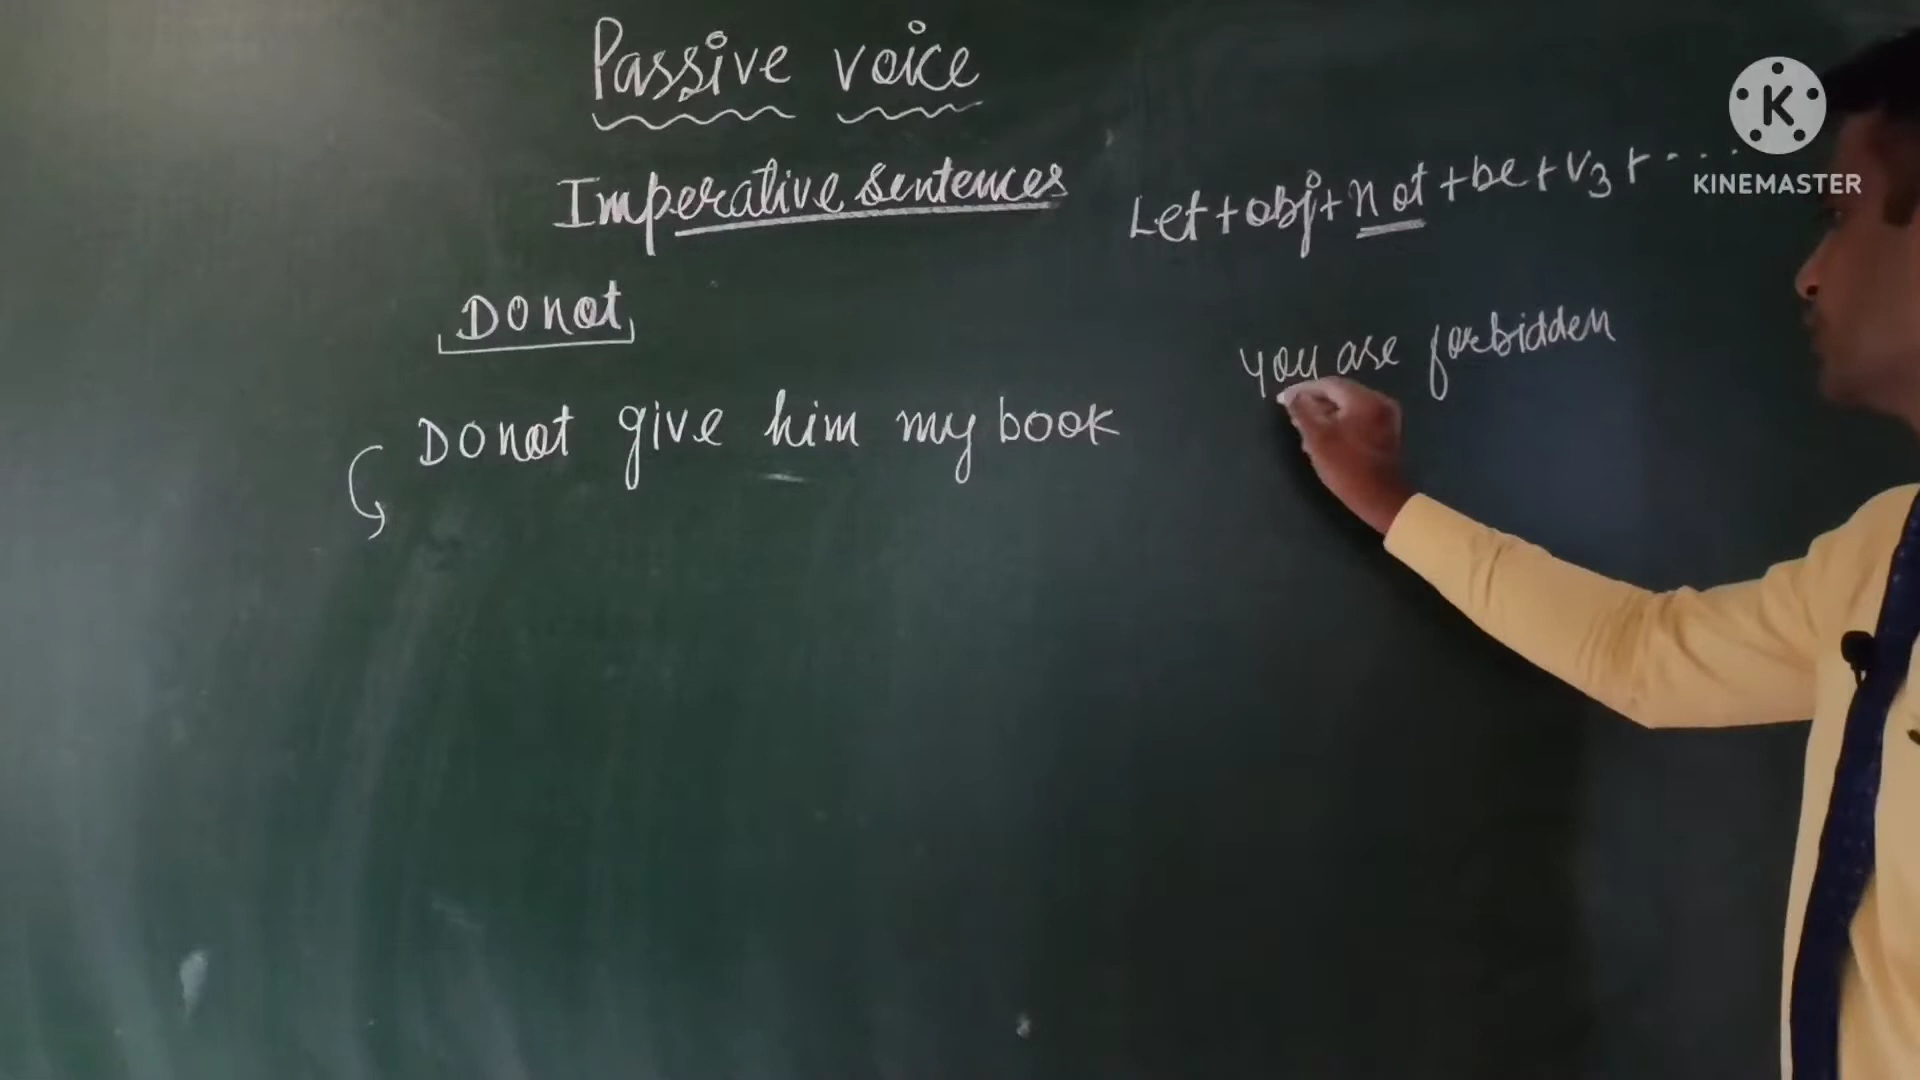 Passive voice
Imperative sentences
Let + obj + not + be + V3 + ....
KINEMASTER
Do not
you are forbidden
Do not give him my book